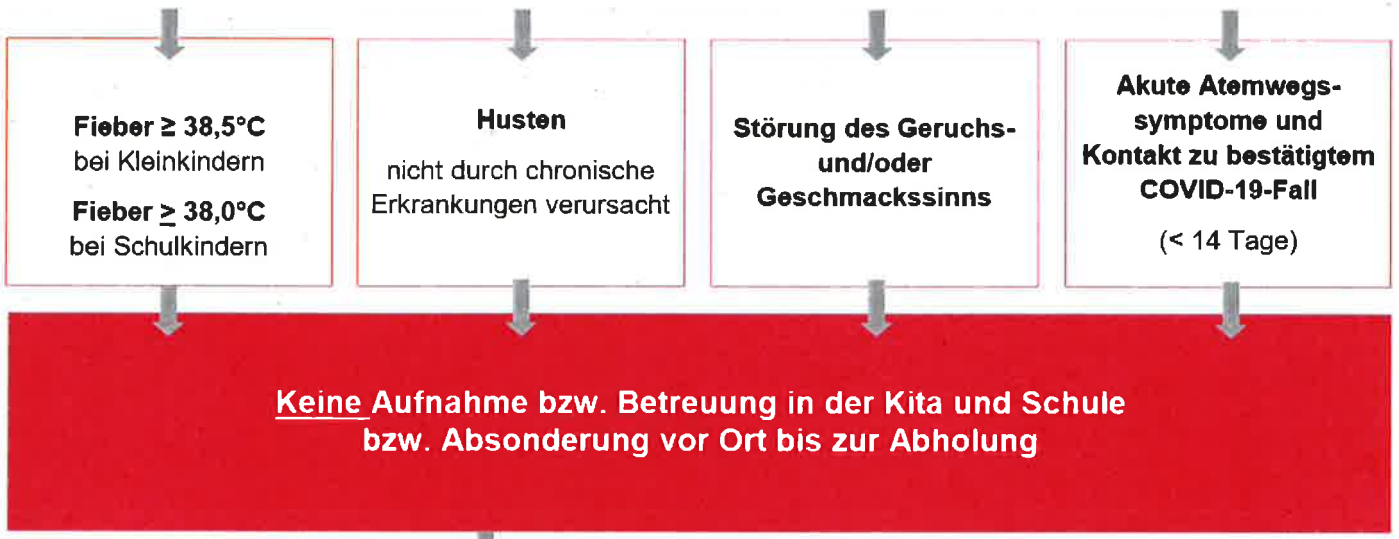 Fieber ≥ 38,5°C
bei Kleinkindern
Fieber ≥ 38,0°C
bei Schulkindern
Husten
nicht durch chronische
Erkrankungen verursacht
Störung des Geruchs-
und/oder
Geschmackssinns
Akute Atemwegs-
symptome und
Kontakt zu bestätigtem
COVID-19-Fall
(< 14 Tage)
Keine Aufnahme bzw. Betreuung in der Kita und Schule
bzw. Absonderung vor Ort bis zur Abholung